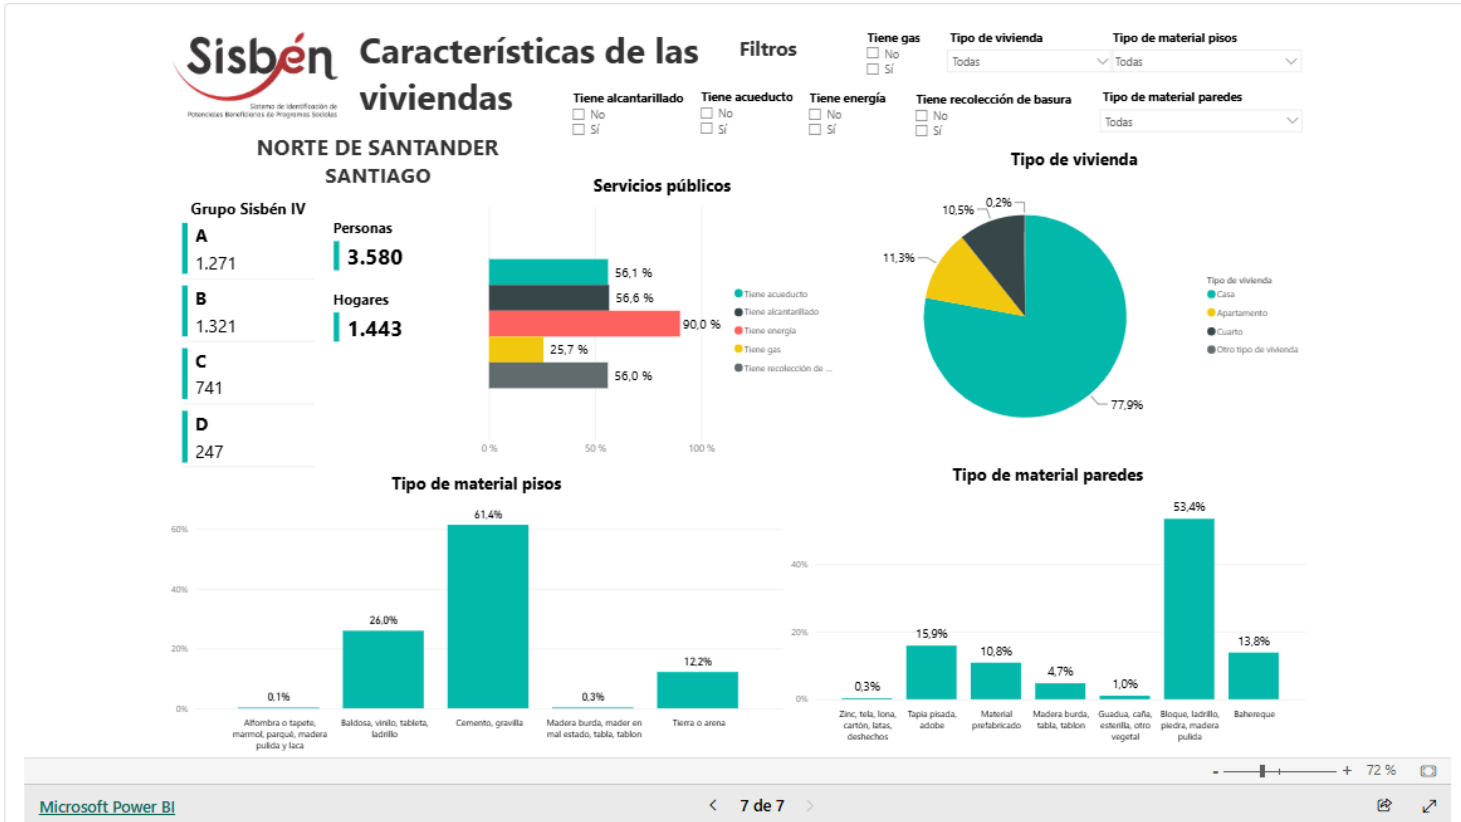 Sisbén
Sistema de Identificación de
Potenciales Beneficiarios de Programas Sociales
Características de las
viviendas
Filtros
Tiene gas
No
Sí
Tipo de vivienda
Todas
Tipo de material pisos
Todas
Tiene alcantarillado
No
Sí
Tiene acueducto
No
Sí
Tiene energía
No
Sí
Tiene recolección de basura
No
Sí
Tipo de material paredes
Todas
NORTE DE SANTANDER
SANTIAGO
Grupo Sisbén IV
A
1.271
B
1.321
C
741
D
247
Personas
3.580
Hogares
1.443
Servicios públicos
56,1 %
56,6 %
90,0 %
25,7 %
56,0 %
0 %
50 %
100 %
Tiene acueducto
Tiene alcantarillado
Tiene energía
Tiene gas
Tiene recolección de ...
Tipo de vivienda
0,2%
10,5%
11,3%
77,9%
Tipo de vivienda
Casa
Apartamento
Cuarto
Otro tipo de vivienda
Tipo de material pisos
60%
40%
20%
0%
0,1%
26,0%
61,4%
0,3%
12,2%
Alfombra o tapete,
marmol, parqué, madera
pulida y laca
Baldosa, vinilo, tableta,
ladrillo
Cemento, gravilla
Madera burda, mader en
mal estado, tabla, tablon
Tierra o arena
Tipo de material paredes
40%
20%
0%
0,3%
15,9%
10,8%
4,7%
1,0%
53,4%
13,8%
Zinc, tela, lona,
cartón, latas,
deshechos
Tapia pisada,
adobe
Material
prefabricado
Madera burda,
tabla, tablon
Guadua, caña,
esterilla, otro
vegetal
Bloque, ladrillo,
piedra, madera
pulida
Bahereque
- + 72 %
Microsoft Power BI
< 7 de 7 >